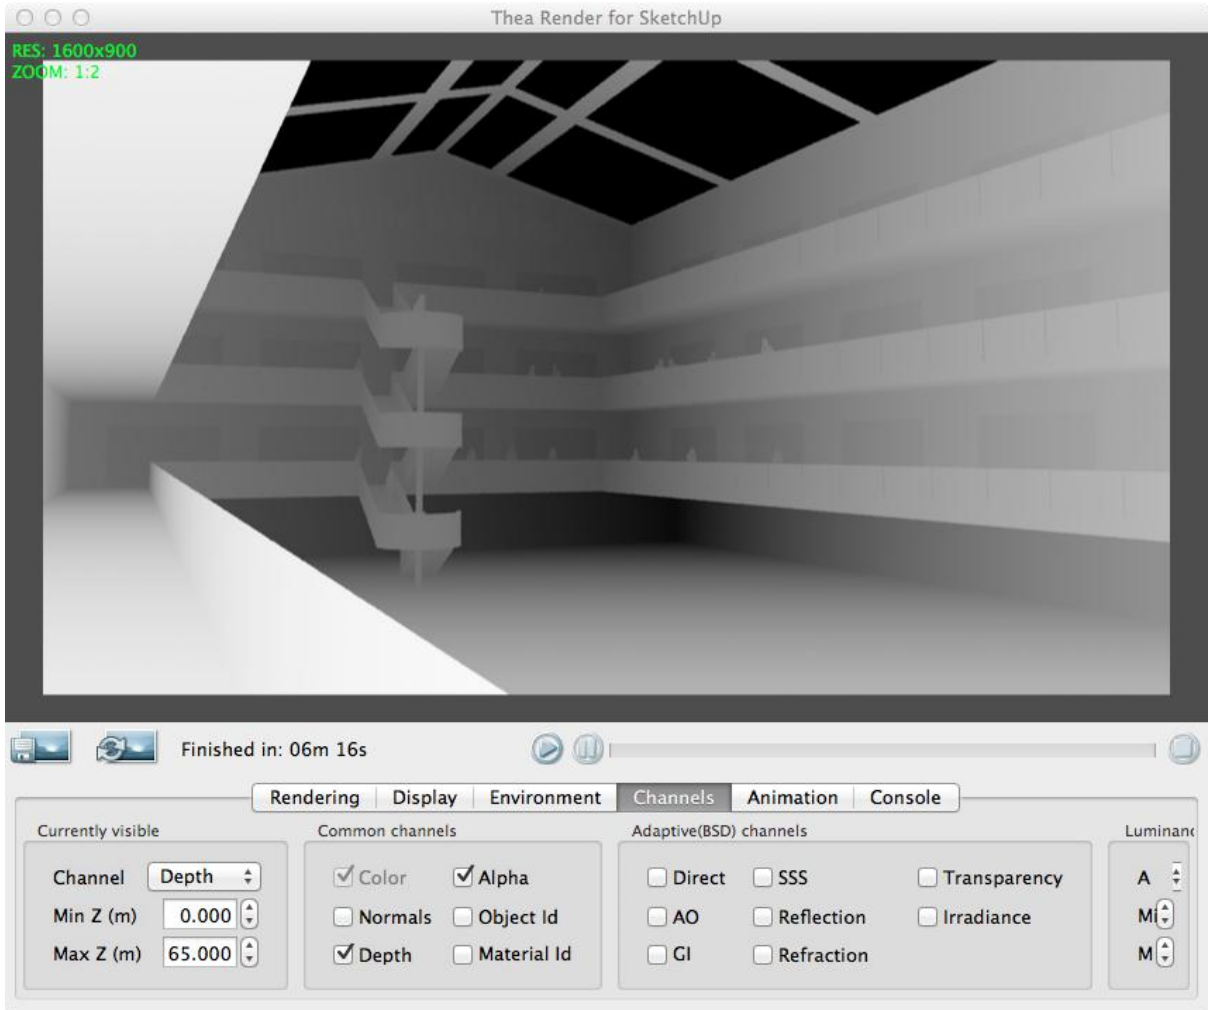 Thea Render for SketchUp
RES: 1600x900
ZOOM: 1:2
Finished in: 06m 16s
Rendering Display Environment Channels Animation Console
Currently visible Common channels Adaptive(BSD) channels Luminanc
Channel Depth Color Alpha Direct SSS Transparency A
Min Z (m) 0.000 Normals Object Id AO Reflection Irradiance Mi
Max Z (m) 65.000 Depth Material Id GI Refraction M